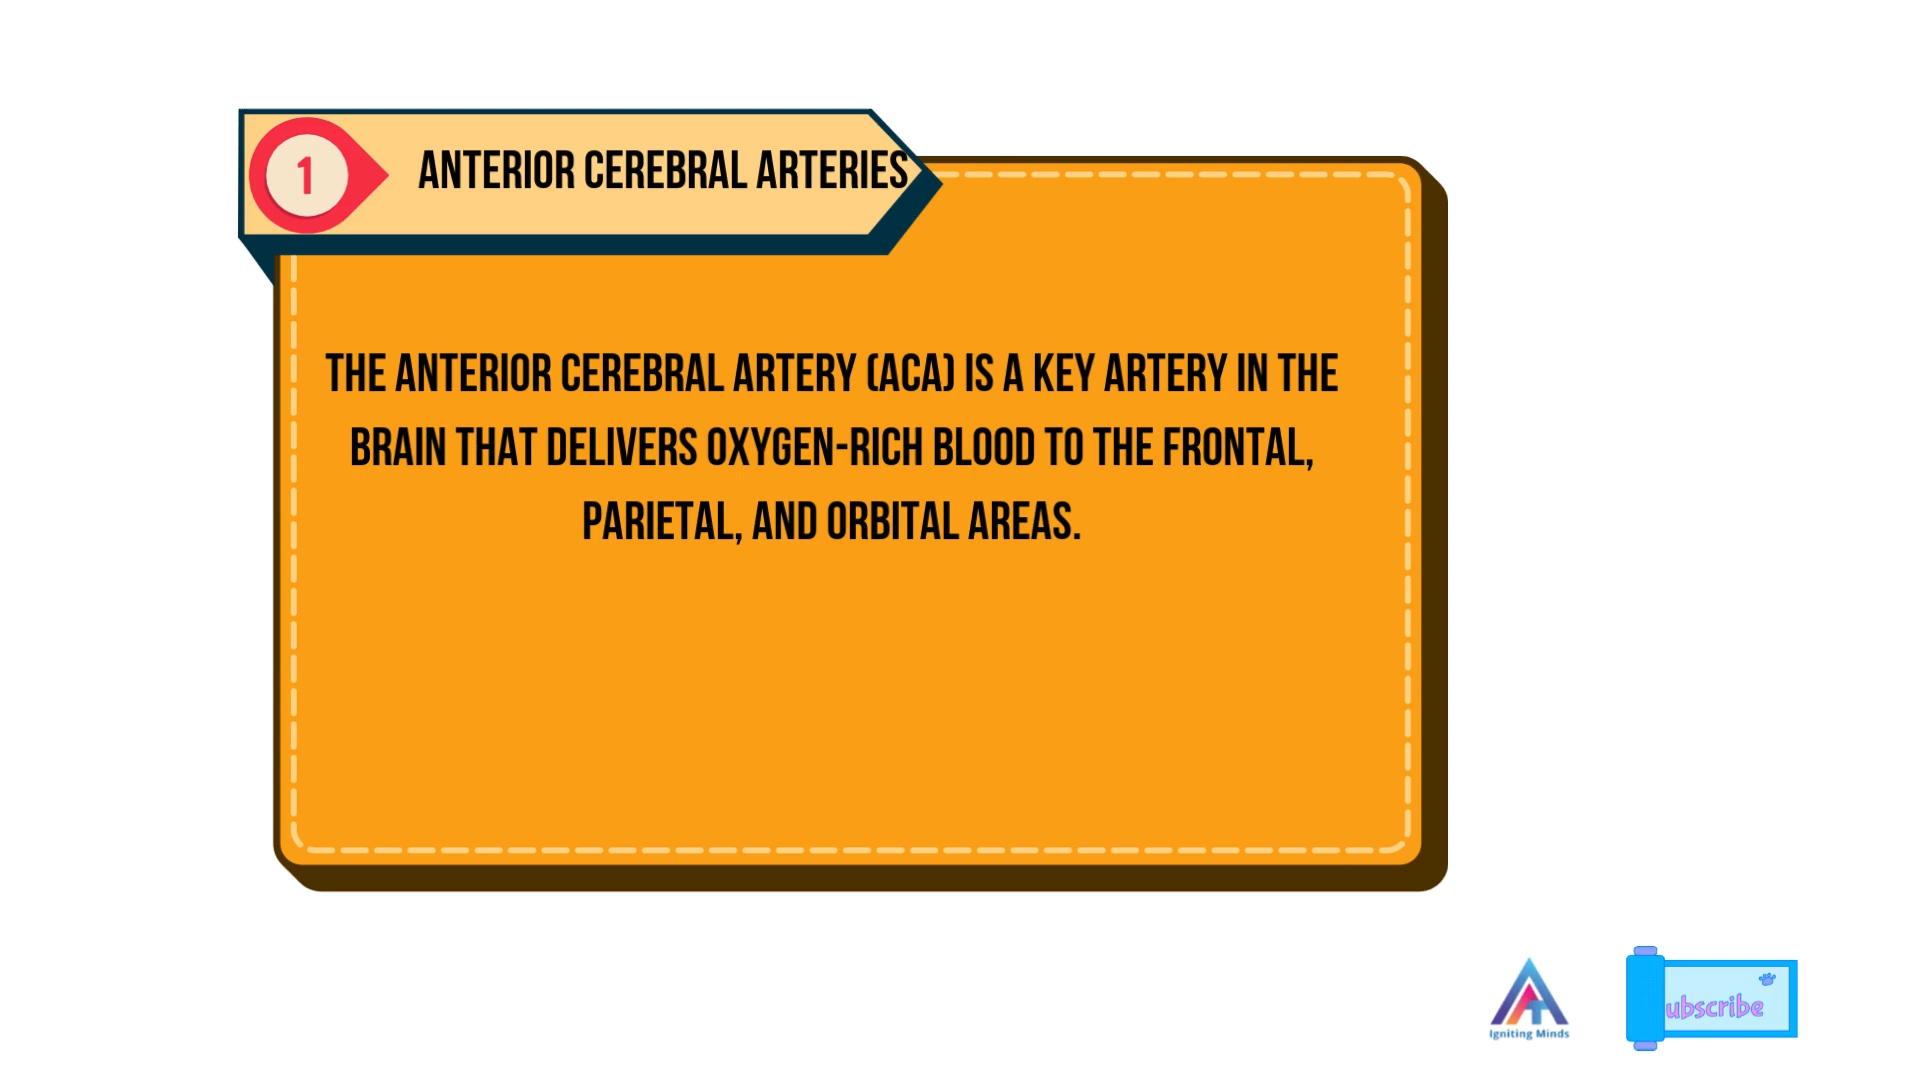 1
ANTERIOR CEREBRAL ARTERIES
THE ANTERIOR CEREBRAL ARTERY (ACA) IS A KEY ARTERY IN THE
BRAIN THAT DELIVERS OXYGEN-RICH BLOOD TO THE FRONTAL,
PARIETAL, AND ORBITAL AREAS.
Igniting Minds
ubscribe